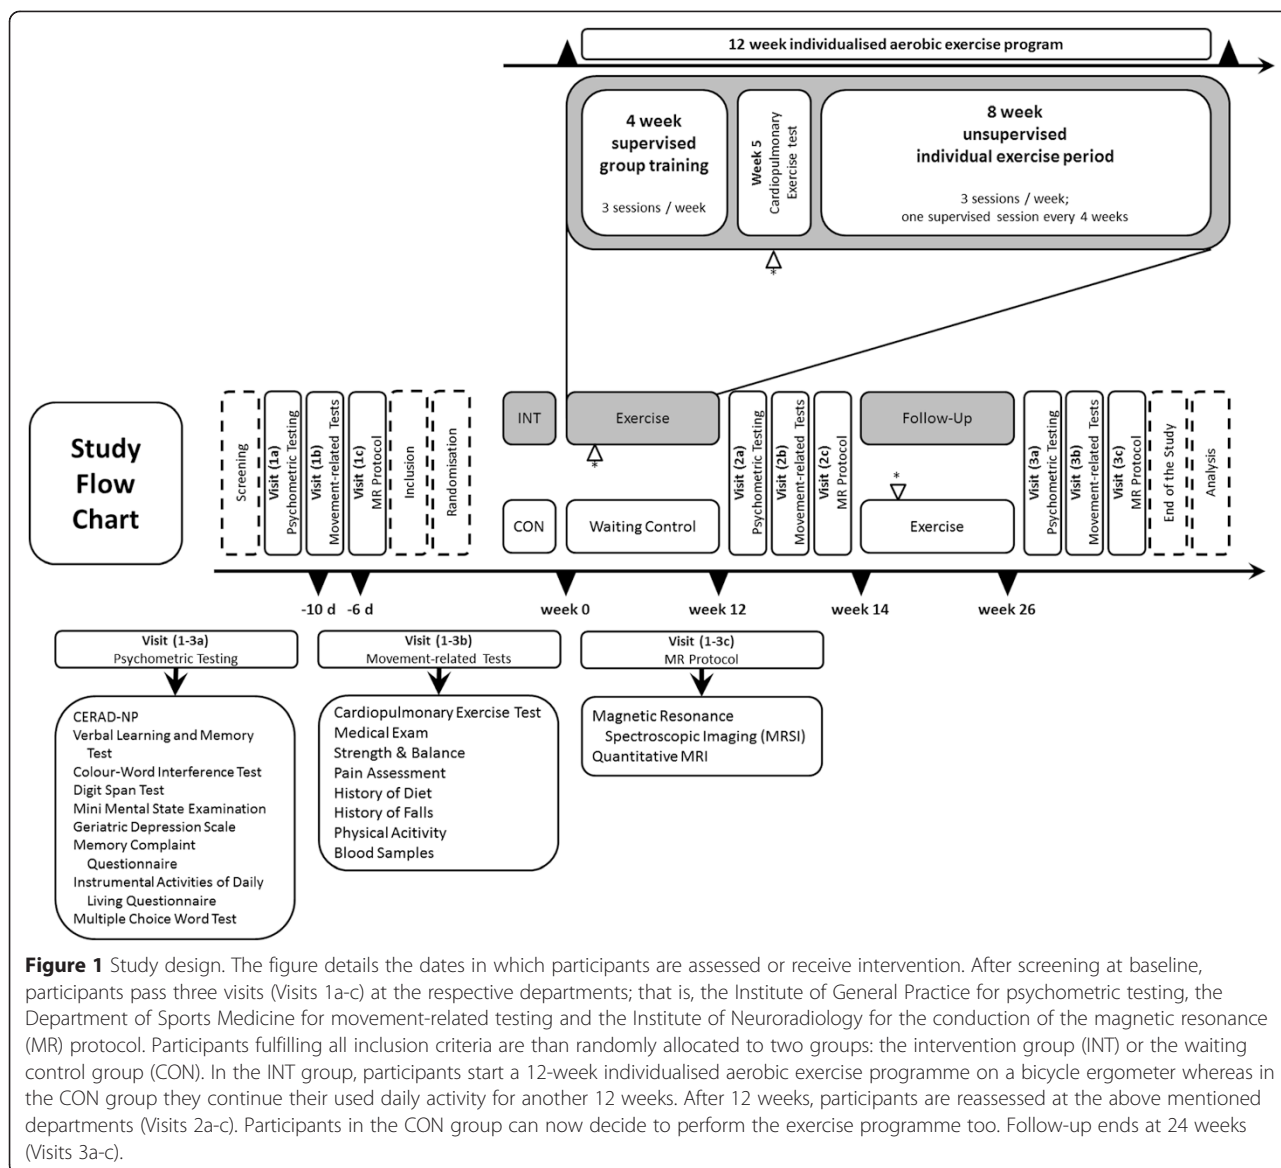 12 week individualised aerobic exercise program
4 week
supervised
group training
3 sessions / week
Week 5
Cardiopulmonary
Exercise test
8 week
unsupervised
individual exercise period
3 sessions / week;
one supervised session every 4 weeks
*
Study
Flow
Chart
Screening
Visit (1a)
Psychometric Testing
Visit (1b)
Movement-related Tests
Visit (1c)
MR Protocol
Inclusion
Randomisation
INT
Exercise
*
CON
Waiting Control
Visit (2a)
Psychometric Testing
Visit (2b)
Movement-related Tests
Visit (2c)
MR Protocol
Follow-Up
*
Exercise
Visit (3a)
Psychometric Testing
Visit (3b)
Movement-related Tests
Visit (3c)
MR Protocol
End of the Study
Analysis
-10 d
-6 d
week 0
week 12
week 14
week 26
Visit (1-3a)
Psychometric Testing
CERAD-NP
Verbal Learning and Memory
Test
Colour-Word Interference Test
Digit Span Test
Mini Mental State Examination
Geriatric Depression Scale
Memory Complaint
Questionnaire
Instrumental Activities of Daily
Living Questionnaire
Multiple Choice Word Test
Visit (1-3b)
Movement-related Tests
Cardiopulmonary Exercise Test
Medical Exam
Strength & Balance
Pain Assessment
History of Diet
History of Falls
Physical Acitivity
Blood Samples
Visit (1-3c)
MR Protocol
Magnetic Resonance
Spectroscopic Imaging (MRSI)
Quantitative MRI
Figure 1 Study design. The figure details the dates in which participants are assessed or receive intervention. After screening at baseline,
participants pass three visits (Visits 1a-c) at the respective departments; that is, the Institute of General Practice for psychometric testing, the
Department of Sports Medicine for movement-related testing and the Institute of Neuroradiology for the conduction of the magnetic resonance
(MR) protocol. Participants fulfilling all inclusion criteria are than randomly allocated to two groups: the intervention group (INT) or the waiting
control group (CON). In the INT group, participants start a 12-week individualised aerobic exercise programme on a bicycle ergometer whereas in
the CON group they continue their used daily activity for another 12 weeks. After 12 weeks, participants are reassessed at the above mentioned
departments (Visits 2a-c). Participants in the CON group can now decide to perform the exercise programme too. Follow-up ends at 24 weeks
(Visits 3a-c).